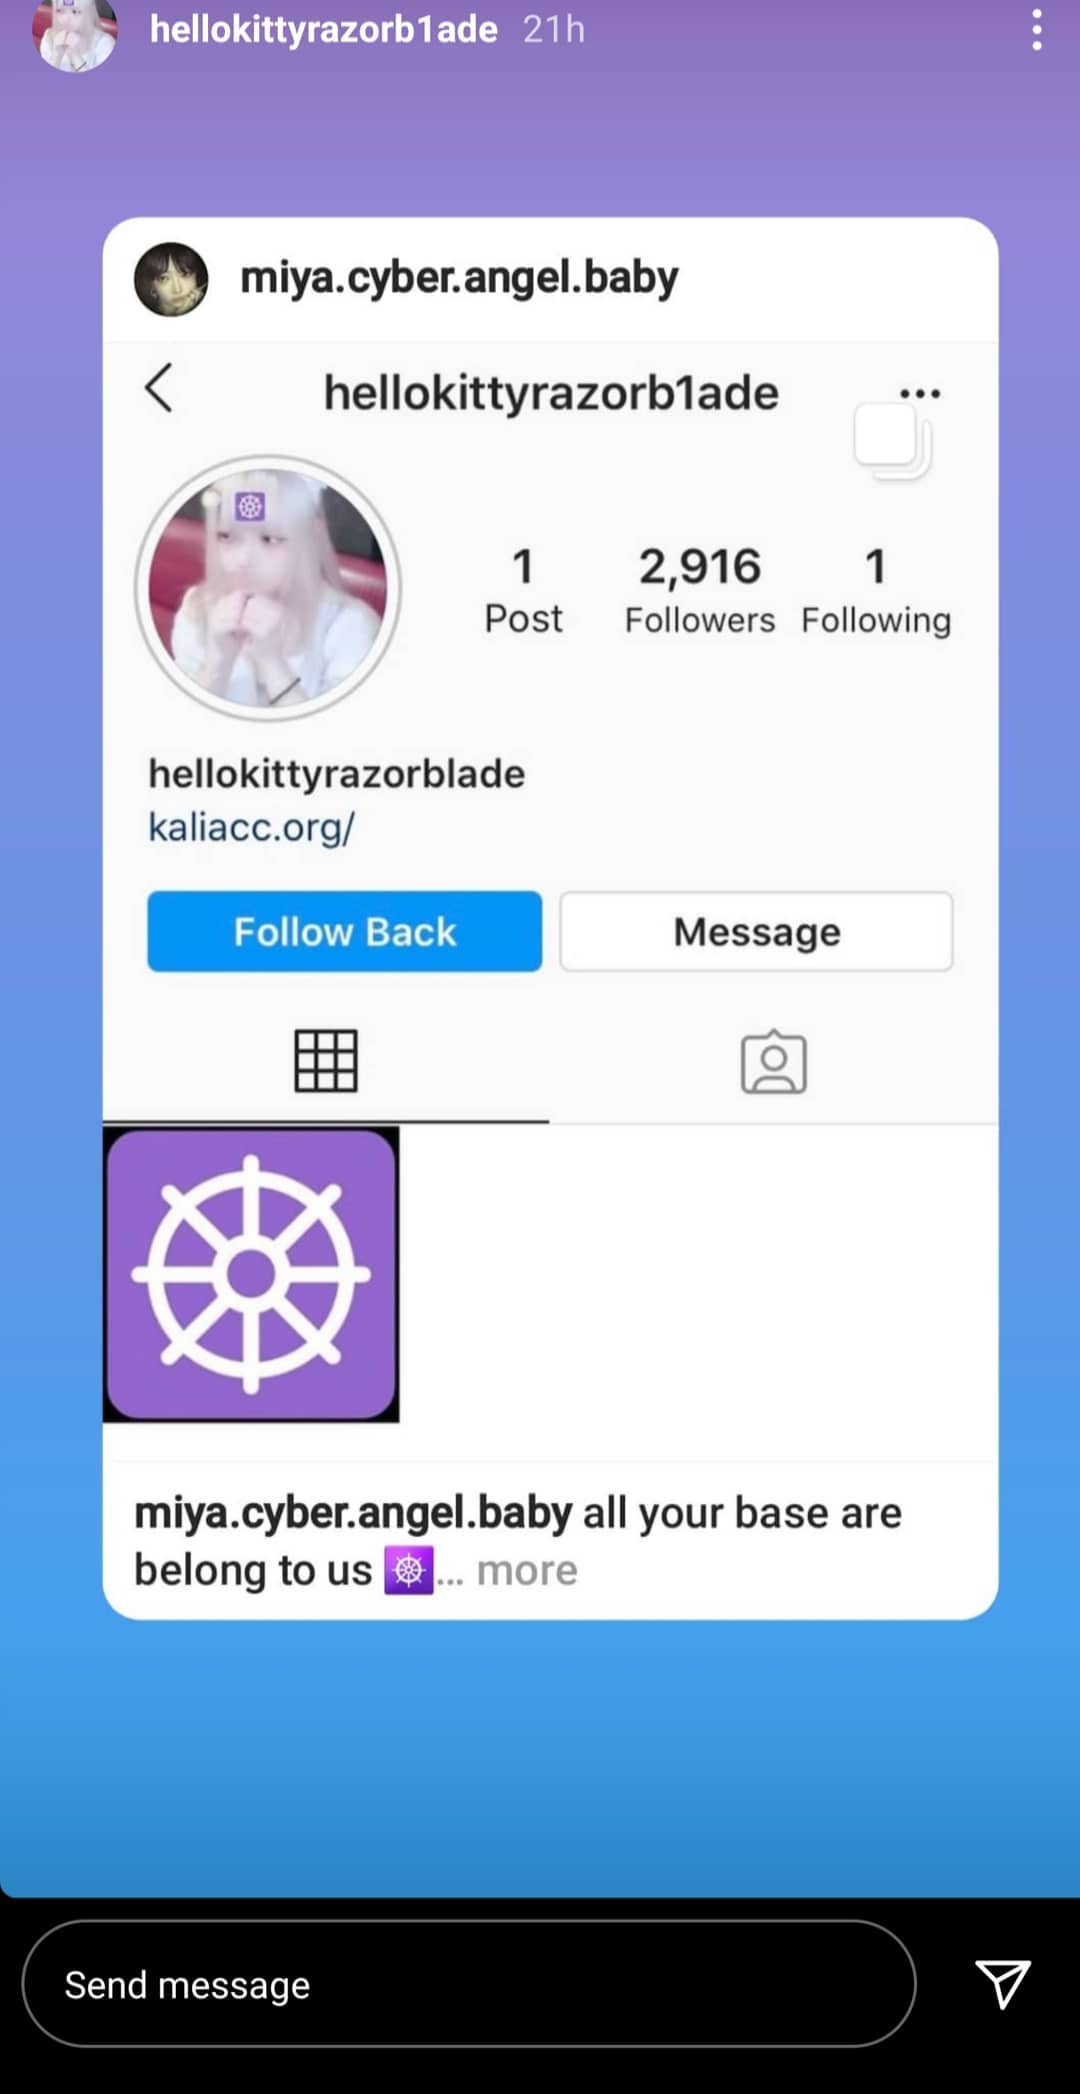 hellokittyrazorb1ade 21h
miya.cyber.angel.baby
hellokittyrazorb1ade
1 2,916 1
Post Followers Following
hellokittyrazorblade
kaliacc.org/
Follow Back Message
miya.cyber.angel.baby all your base are
belong to us ☸️... more
Send message